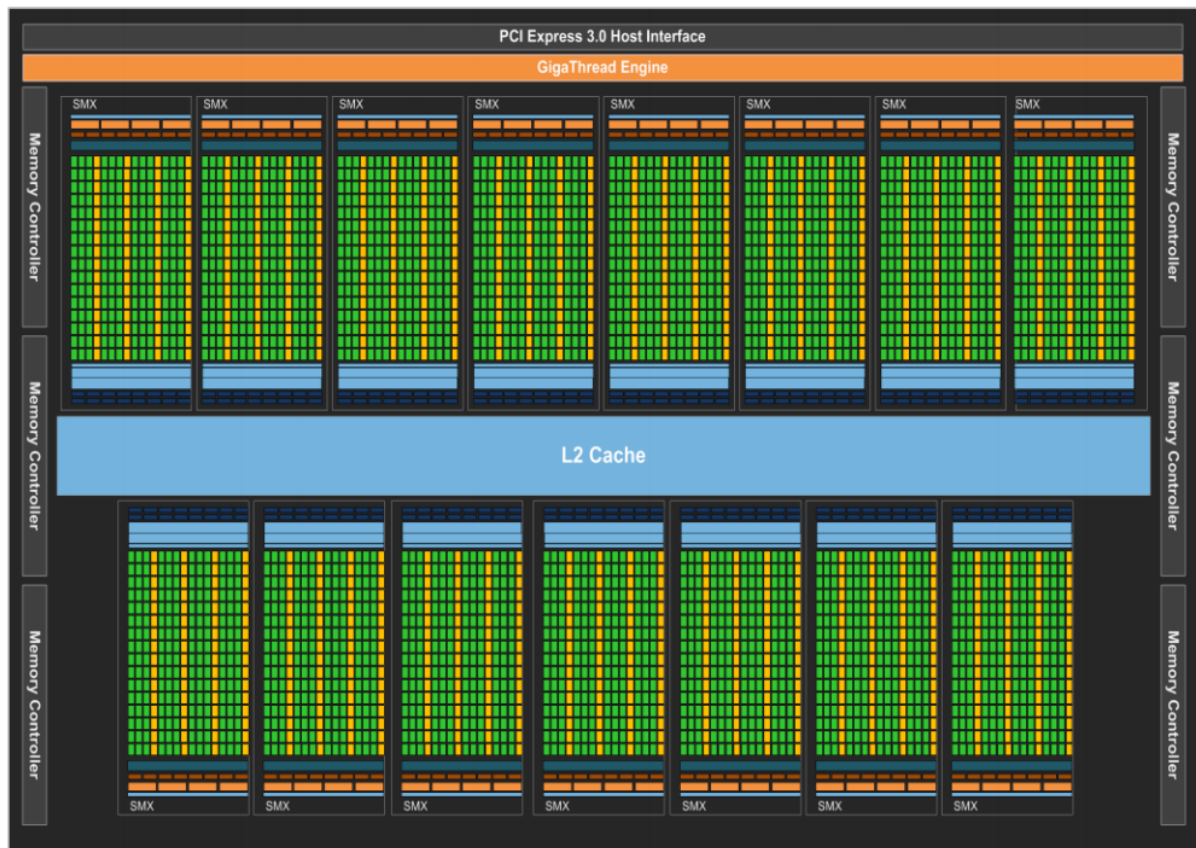 PCI Express 3.0 Host Interface
GigaThread Engine
Memory Controller
SMX SMX SMX SMX SMX SMX SMX SMX
Memory Controller
Memory Controller
L2 Cache
Memory Controller
Memory Controller
SMX SMX SMX SMX SMX SMX SMX
Memory Controller